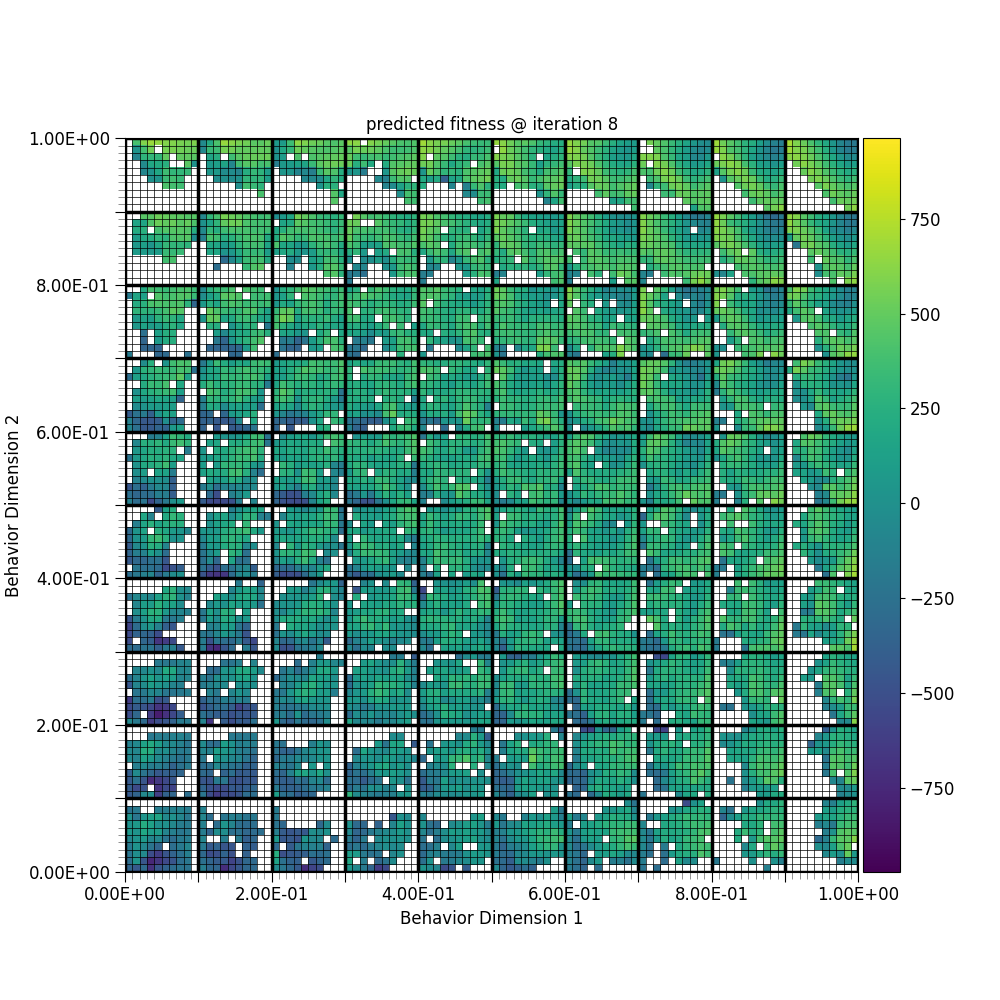 predicted fitness @ iteration 8
1.00E+00
8.00E-01
6.00E-01
4.00E-01
2.00E-01
0.00E+00
Behavior Dimension 2
0.00E+00 2.00E-01 4.00E-01 6.00E-01 8.00E-01 1.00E+00
Behavior Dimension 1
750
500
250
0
−250
−500
−750